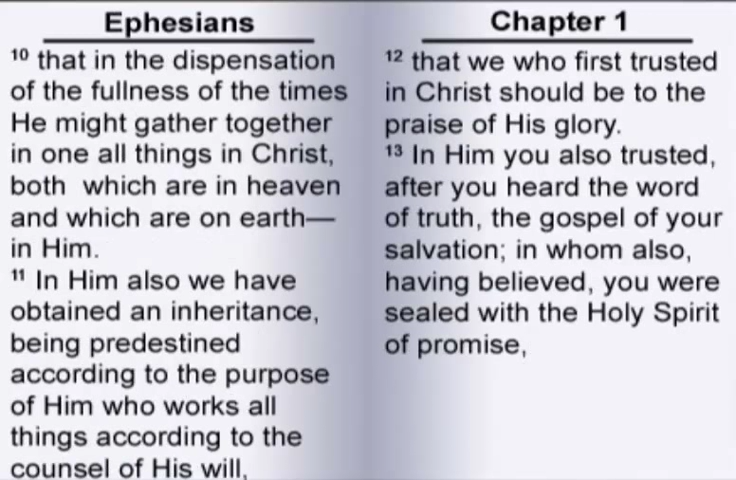 Ephesians
¹⁰ that in the dispensation
of the fullness of the times
He might gather together
in one all things in Christ,
both which are in heaven
and which are on earth—
in Him.
¹¹ In Him also we have
obtained an inheritance,
being predestined
according to the purpose
of Him who works all
things according to the
counsel of His will,
Chapter 1
¹² that we who first trusted
in Christ should be to the
praise of His glory.
¹³ In Him you also trusted,
after you heard the word
of truth, the gospel of your
salvation; in whom also,
having believed, you were
sealed with the Holy Spirit
of promise,